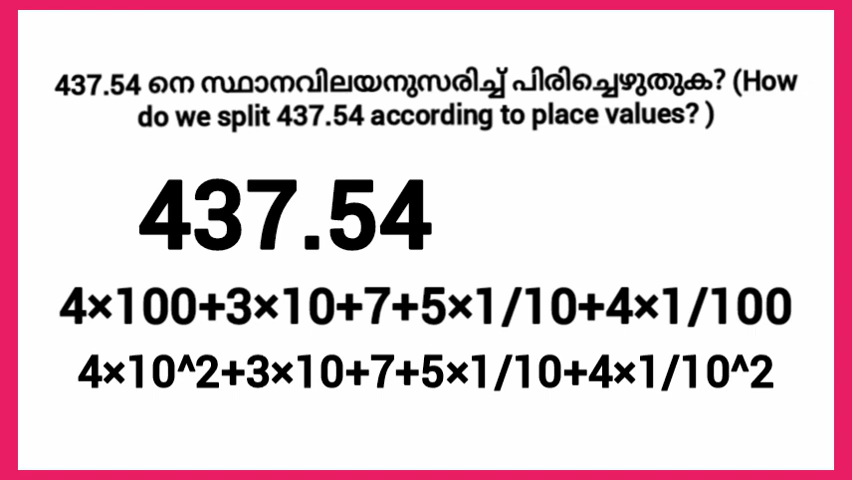 437.54 നെ സ്ഥാനവിലയനുസരിച്ച് പിരിച്ചെഴുതുക? (How
do we split 437.54 according to place values? )
437.54
4×100+3×10+7+5×1/10+4×1/100
4×10^2+3×10+7+5×1/10+4×1/10^2